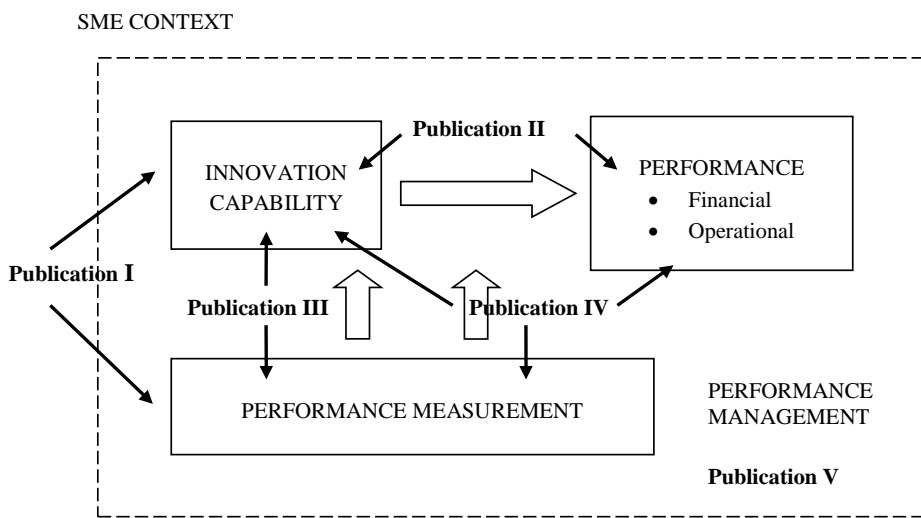 SME CONTEXT
Publication II
INNOVATION
CAPABILITY
PERFORMANCE
• Financial
• Operational
Publication I
Publication III
Publication IV
PERFORMANCE MEASUREMENT
PERFORMANCE
MANAGEMENT
Publication V